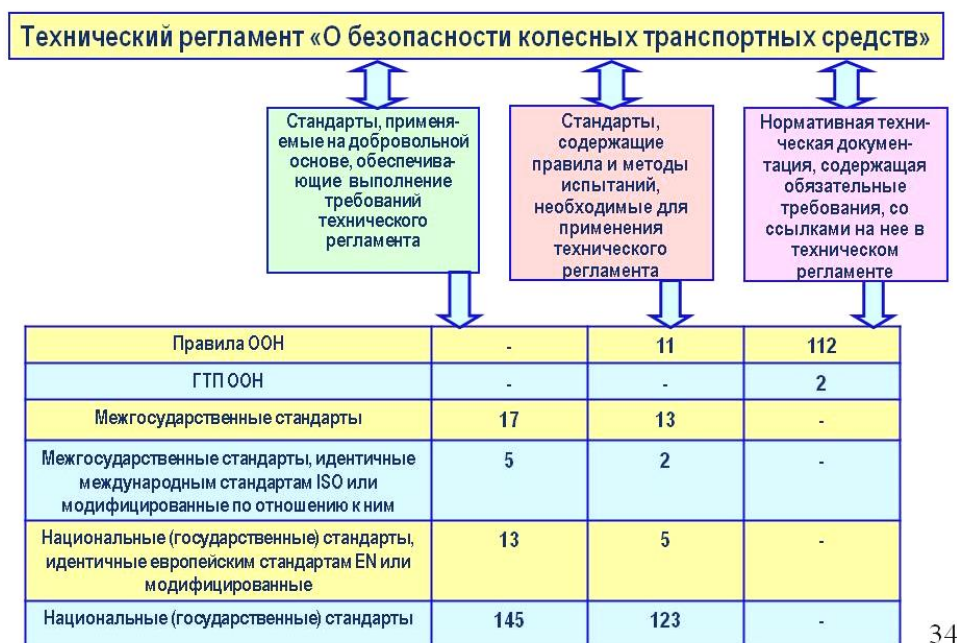 Технический регламент «О безопасности колесных транспортных средств»
Стандарты, применя-
емые на добровольной
основе, обеспечива-
ющие выполнение
требований
технического
регламента
Стандарты,
содержащие
правила и методы
испытаний,
необходимые для
применения
технического
регламента
Нормативная техни-
ческая докумен-
тация, содержащая
обязательные
требования, со
ссылками на нее в
техническом
регламенте
Правила ООН - 11 112
ГТП ООН - - 2
Межгосударственные стандарты 17 13 -
Межгосударственные стандарты, идентичные 5 2 -
международным стандартам ISO или
модифицированные по отношению к ним
Национальные (государственные) стандарты, 13 5 -
идентичные европейским стандартам EN или
модифицированные
Национальные (государственные) стандарты 145 123 -
34